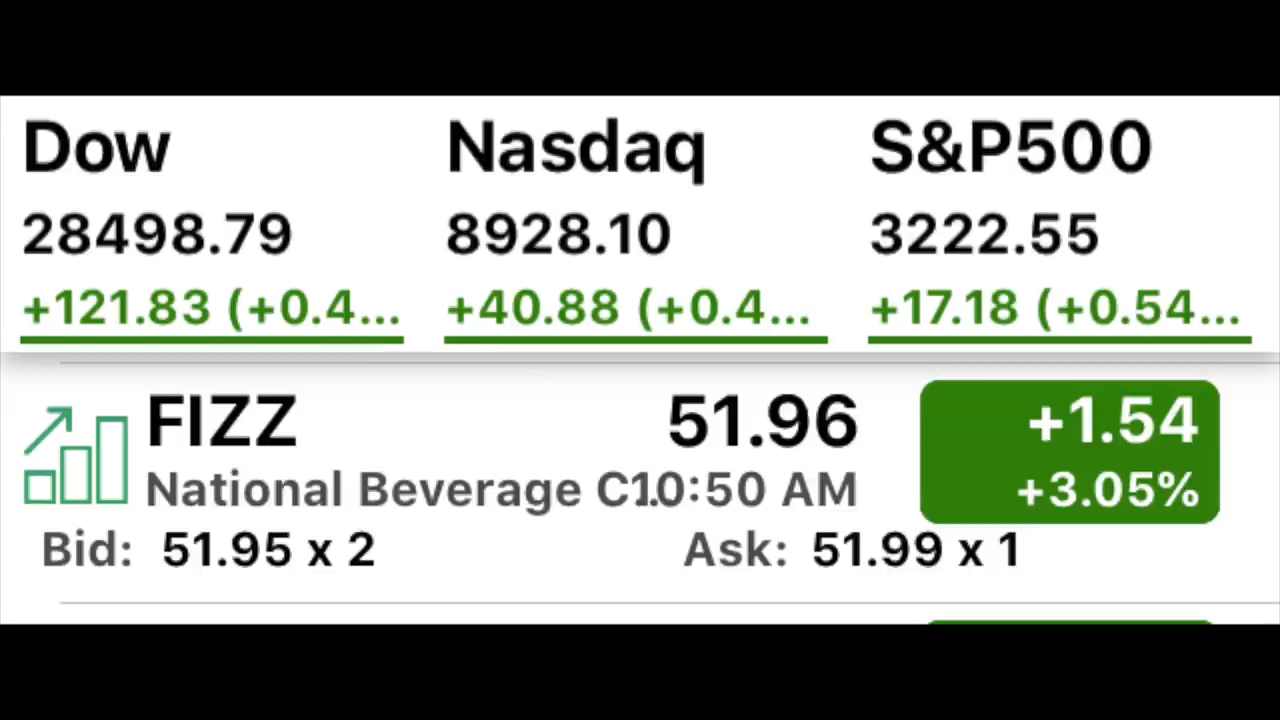 Dow Nasdaq S&P500
28498.79 8928.10 3222.55
+121.83 (+0.4... +40.88 (+0.4... +17.18 (+0.54...
FIZZ 51.96 +1.54
National Beverage C... 10:50 AM +3.05%
Bid: 51.95 x 2 Ask: 51.99 x 1